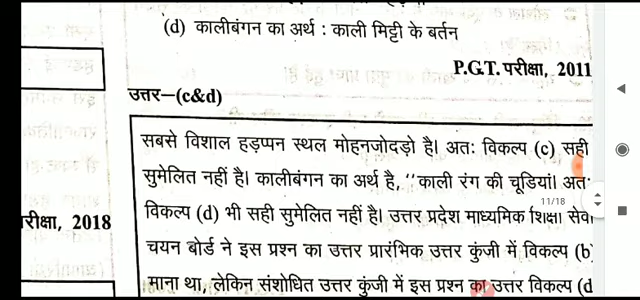 (d) कालीबंगन का अर्थ : काली मिट्टी के बर्तन
P.G.T. परीक्षा, 2011
उत्तर–(c&d)
सबसे विशाल हड़प्पन स्थल मोहनजोदड़ो है। अतः विकल्प (c) सही
सुमेलित नहीं है। कालीबंगन का अर्थ है, ‘‘काली रंग की चूडियां। अतः
11/18
विकल्प (d) भी सही सुमेलित नहीं है। उत्तर प्रदेश माध्यमिक शिक्षा सेवा
रीक्षा, 2018
चयन बोर्ड ने इस प्रश्न का उत्तर प्रारंभिक उत्तर कुंजी में विकल्प (b)
माना था, लेकिन संशोधित उत्तर कुंजी में इस प्रश्न का उत्तर विकल्प (d